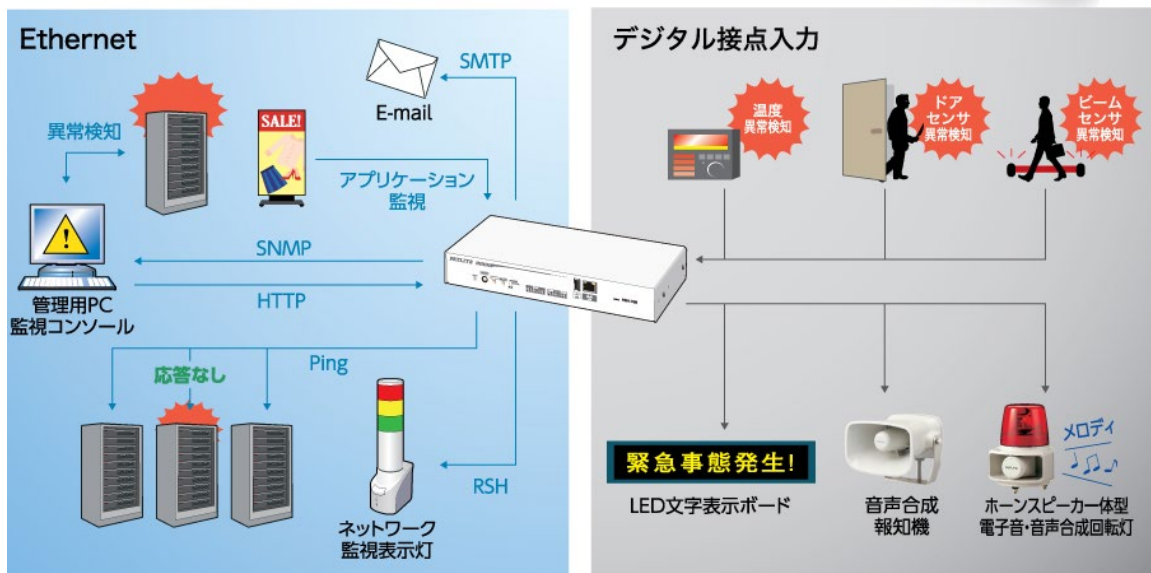 Ethernet
SMTP
E-mail
異常検知
SALE!
アプリケーション
監視
SNMP
HTTP
管理用PC
監視コンソール
Ping
応答なし
RSH
ネットワーク
監視表示灯
デジタル接点入力
温度
異常検知
ドア
センサ
異常検知
ビーム
センサ
異常検知
緊急事態発生!
LED文字表示ボード
音声合成
報知機
メロディ
ホーンスピーカ一体型
電子音・音声合成回転灯